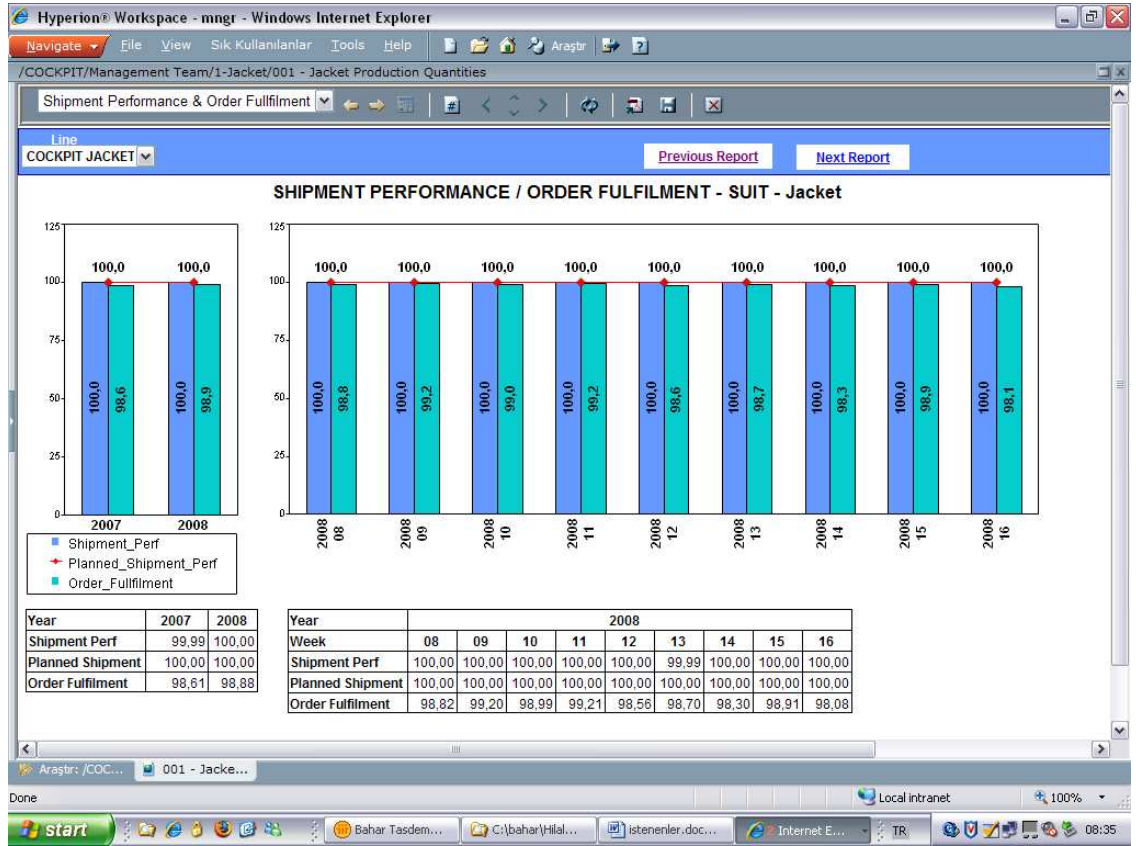 Hyperion® Workspace - mngr - Windows Internet Explorer
Navigate File View Sık Kullanılanlar Tools Help Araştır
/COCKPIT/Management Team/1-Jacket/001 - Jacket Production Quantities
Shipment Performance & Order Fullfilment
Line
COCKPIT JACKET Previous Report Next Report
SHIPMENT PERFORMANCE / ORDER FULFILMENT - SUIT - Jacket
125
100,0 100,0
100
75
100,0 98,6 100,0 98,9
50
25
0
2007 2008
Shipment_Perf
Planned_Shipment_Perf
Order_Fullfilment
125
100,0 100,0 100,0 100,0 100,0 100,0 100,0 100,0 100,0
100
75
100,0 98,8 100,0 99,2 100,0 99,0 100,0 99,2 100,0 98,6 100,0 98,7 100,0 98,3 100,0 98,9 100,0 98,1
50
25
0
2008 08 2008 09 2008 10 2008 11 2008 12 2008 13 2008 14 2008 15 2008 16
Year 2007 2008
Shipment Perf 99,99 100,00
Planned Shipment 100,00 100,00
Order Fulfilment 98,61 98,88
Year 2008
Week 08 09 10 11 12 13 14 15 16
Shipment Perf 100,00 100,00 100,00 100,00 100,00 99,99 100,00 100,00 100,00
Planned Shipment 100,00 100,00 100,00 100,00 100,00 100,00 100,00 100,00 100,00
Order Fulfilment 98,82 99,20 98,99 99,21 98,56 98,70 98,30 98,91 98,08
Araştır: /COC... 001 - Jacke...
Done Local intranet 100%
start Bahar Tasdem... C:\bahar\Hilal... istenenler.doc... 2 Internet E... TR 08:35